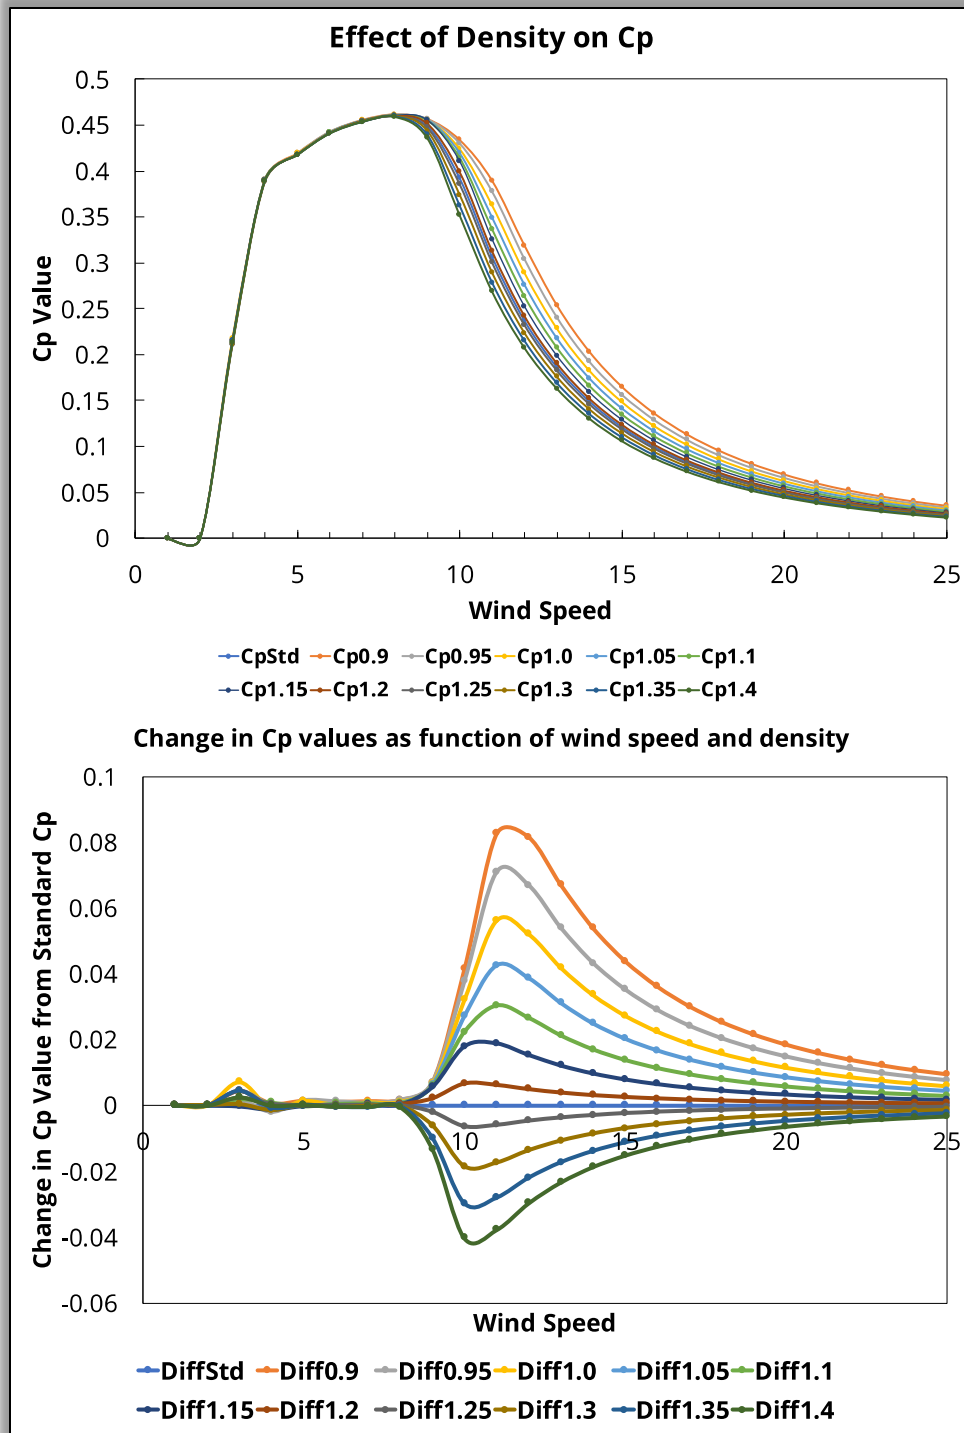 Effect of Density on Cp
0.5
0.45
0.4
0.35
0.3
0.25
0.2
0.15
0.1
0.05
0
Cp Value
0 5 10 15 20 25
Wind Speed
CpStd Cp0.9 Cp0.95 Cp1.0 Cp1.05 Cp1.1
Cp1.15 Cp1.2 Cp1.25 Cp1.3 Cp1.35 Cp1.4
Change in Cp values as function of wind speed and density
0.1
0.08
0.06
0.04
0.02
0
-0.02
-0.04
-0.06
Change in Cp Value from Standard Cp
0 5 10 15 20 25
Wind Speed
DiffStd Diff0.9 Diff0.95 Diff1.0 Diff1.05 Diff1.1
Diff1.15 Diff1.2 Diff1.25 Diff1.3 Diff1.35 Diff1.4